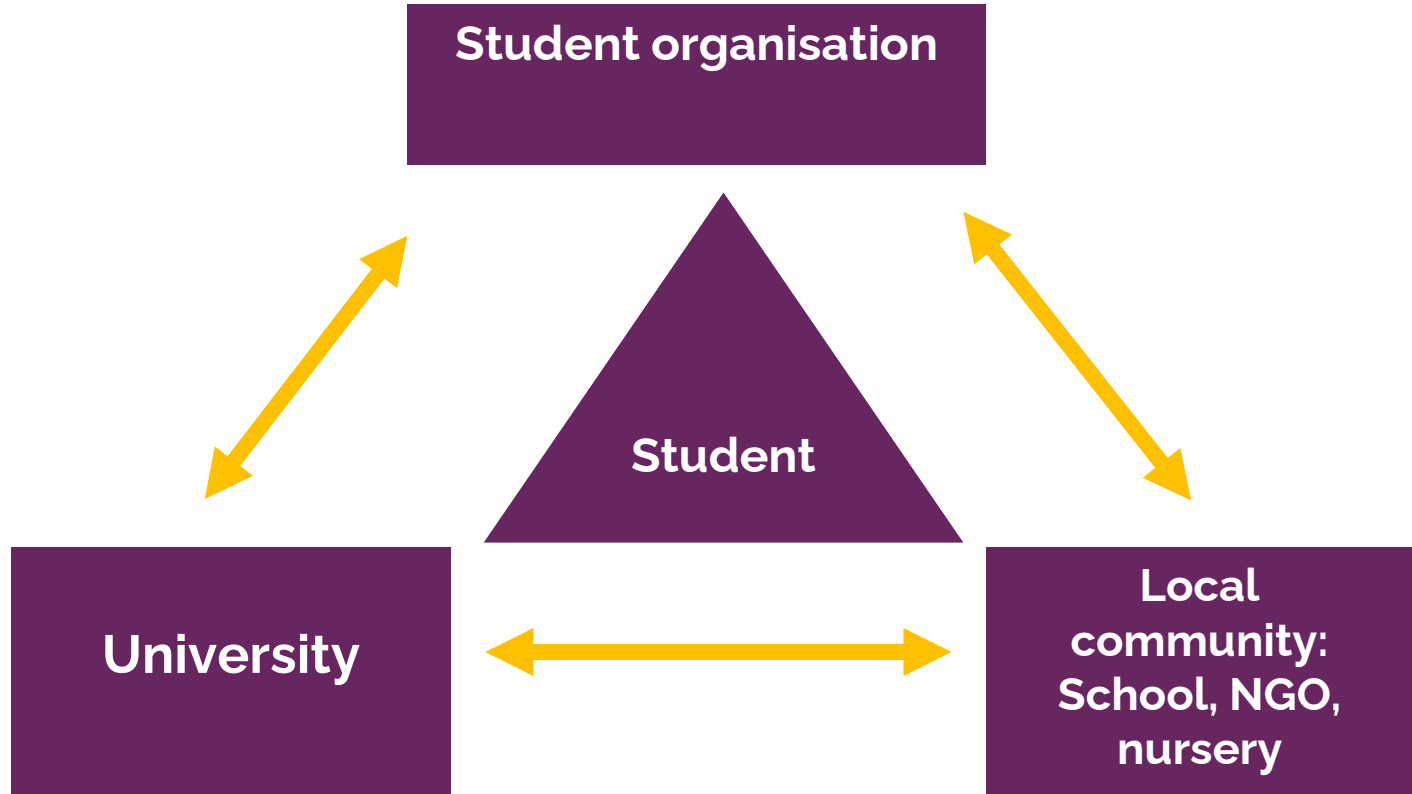 Student organisation
Student
University
Local
community:
School, NGO,
nursery